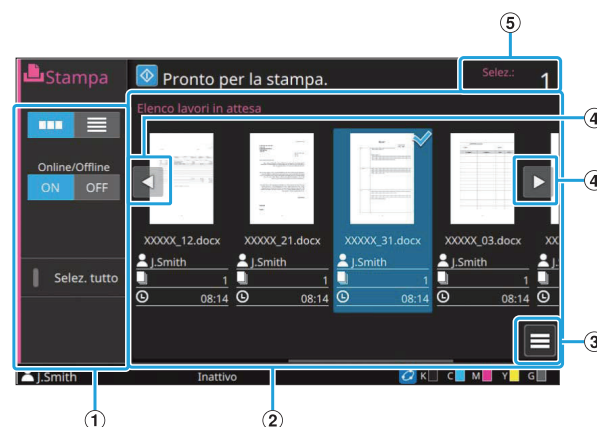 5
Stampa
Pronto per la stampa.
Selez.:
1
Elenco lavori in attesa
4
Online/Offline
ON OFF
4
XXXXX_12.docx XXXXX_21.docx XXXXX_31.docx XXXXX_03.docx XX
J.Smith J.Smith J.Smith J.Smith J.
Selez. tutto
1 1 1 1
08:14 08:14 08:14 08:14
3
J.Smith Inattivo K C M Y G
1 2